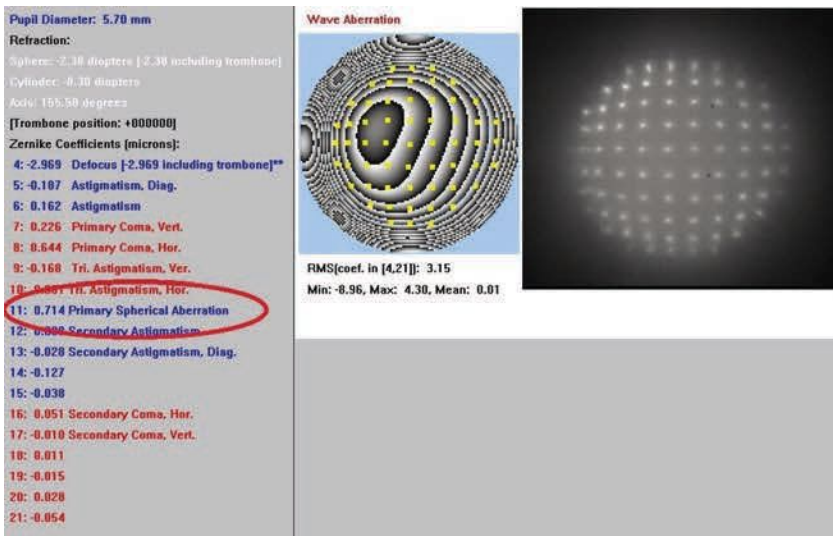 Pupil Diameter: 5.70 mm
Refraction:
Sphere: -2.38 diopters [-2.38 including trombone]
Cylinder: -0.30 diopters
Axis: 165.50 degrees
[Trombone position: +000000]
Zernike Coefficients (microns):
4: -2.969 Defocus [-2.969 including trombone]**
5: -0.187 Astigmatism, Diag.
6: 0.162 Astigmatism
7: 0.226 Primary Coma, Vert.
8: 0.644 Primary Coma, Hor.
9: -0.168 Tri. Astigmatism, Ver.
10: Tri. Astigmatism, Hor.
11: 0.714 Primary Spherical Aberration
12: Secondary Astigmatism
13: -0.028 Secondary Astigmatism, Diag.
14: -0.127
15: -0.038
16: 0.051 Secondary Coma, Hor.
17: -0.010 Secondary Coma, Vert.
18: 0.011
19: -0.015
20: 0.028
21: -0.054
Wave Aberration
RMS(coef. in [4,21]): 3.15
Min: -8.96, Max: 4.30, Mean: 0.01